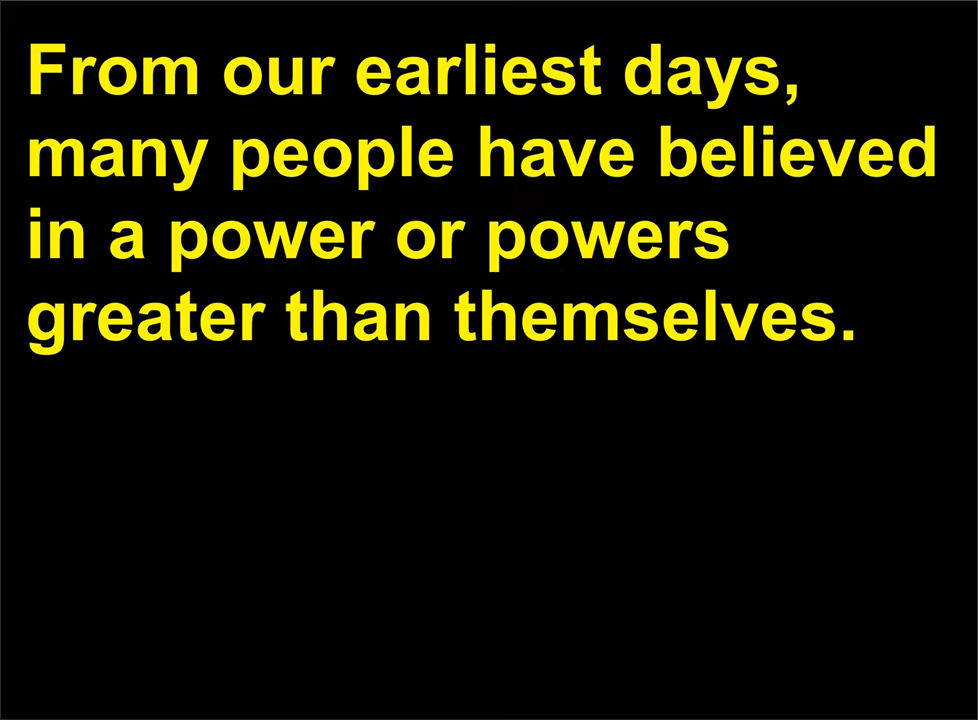 From our earliest days,
many people have believed
in a power or powers
greater than themselves.